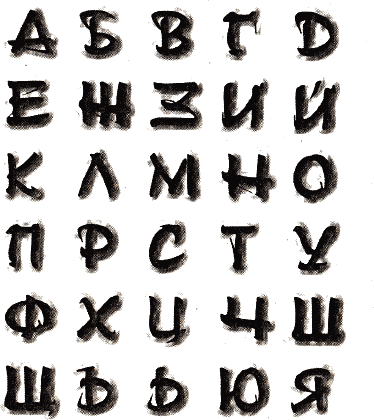 А Б В Г Д
Е Ж З И Й
К Л М Н О
П Р С Т У
Ф Х Ц Ч Ш
Щ Ъ Ь Ю Я